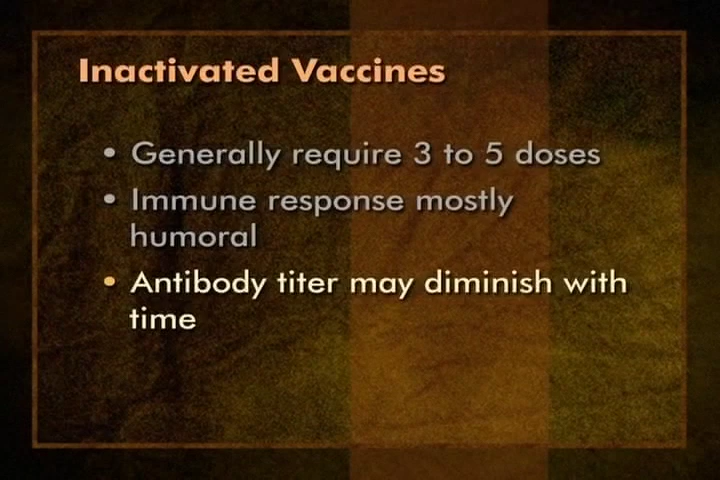 Inactivated Vaccines
• Generally require 3 to 5 doses
• Immune response mostly
humoral
• Antibody titer may diminish with
time